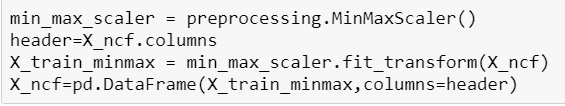 min_max_scaler = preprocessing.MinMaxScaler()
header=X_ncf.columns
X_train_minmax = min_max_scaler.fit_transform(X_ncf)
X_ncf=pd.DataFrame(X_train_minmax,columns=header)